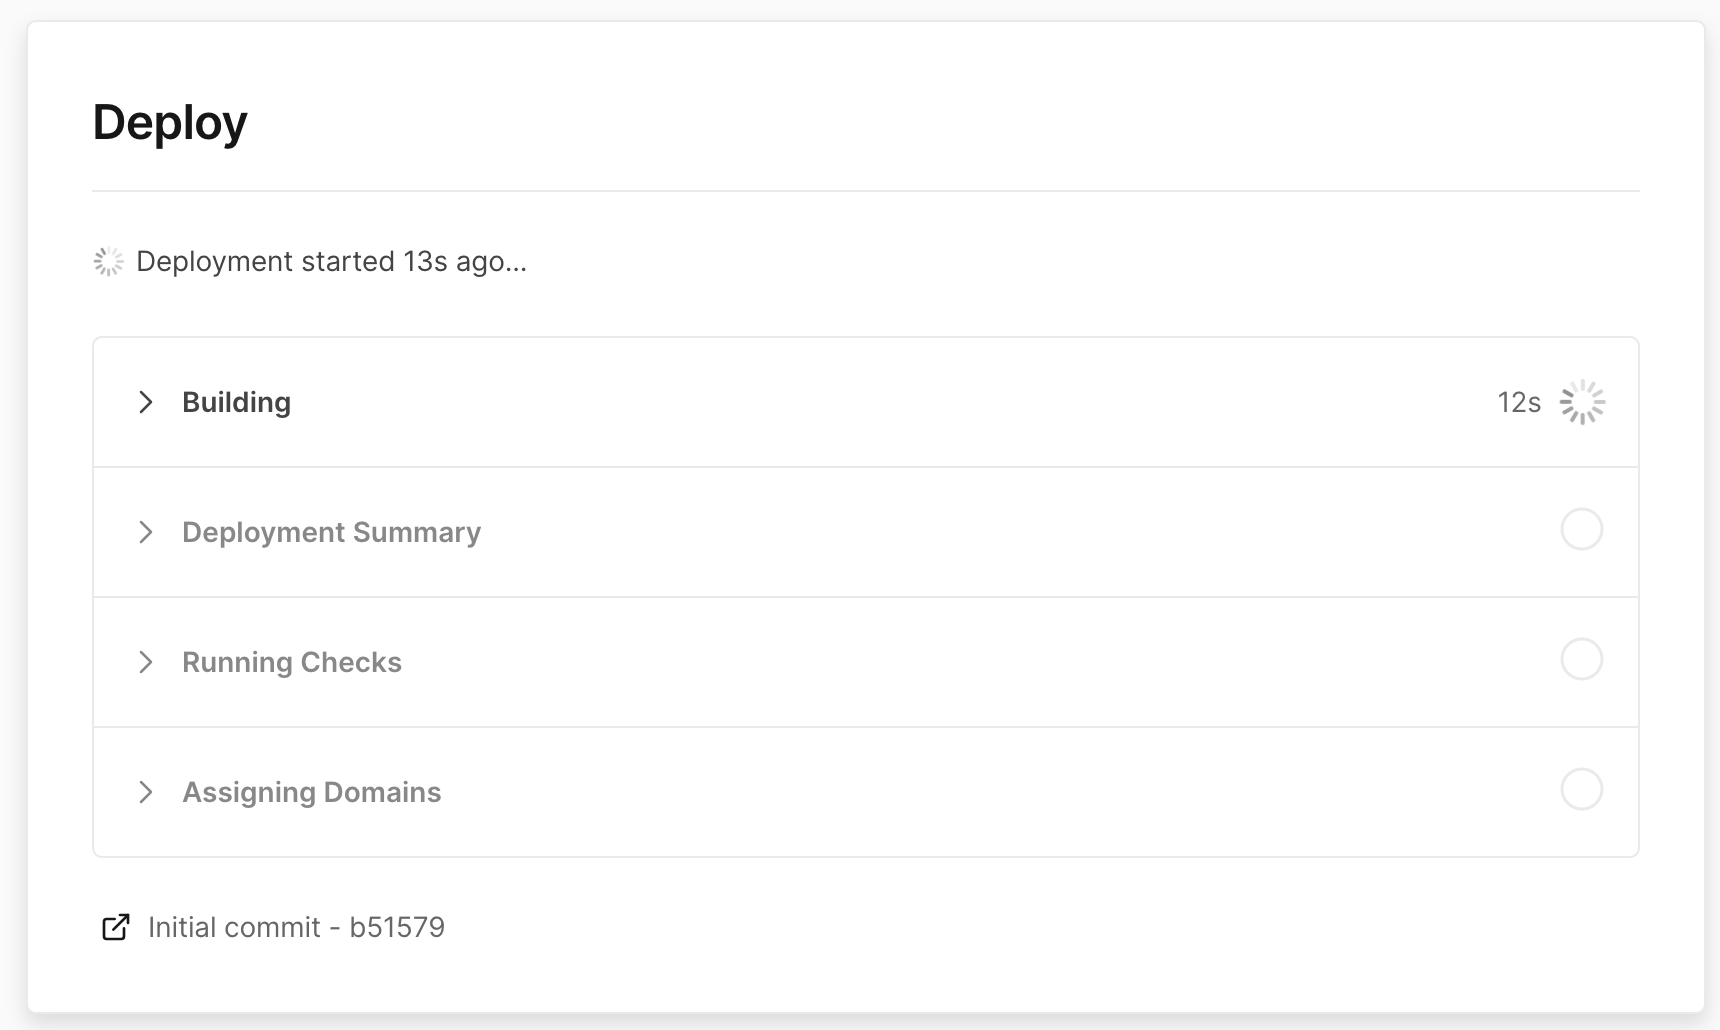 Deploy
Deployment started 13s ago...
Building 12s
Deployment Summary
Running Checks
Assigning Domains
Initial commit - b51579